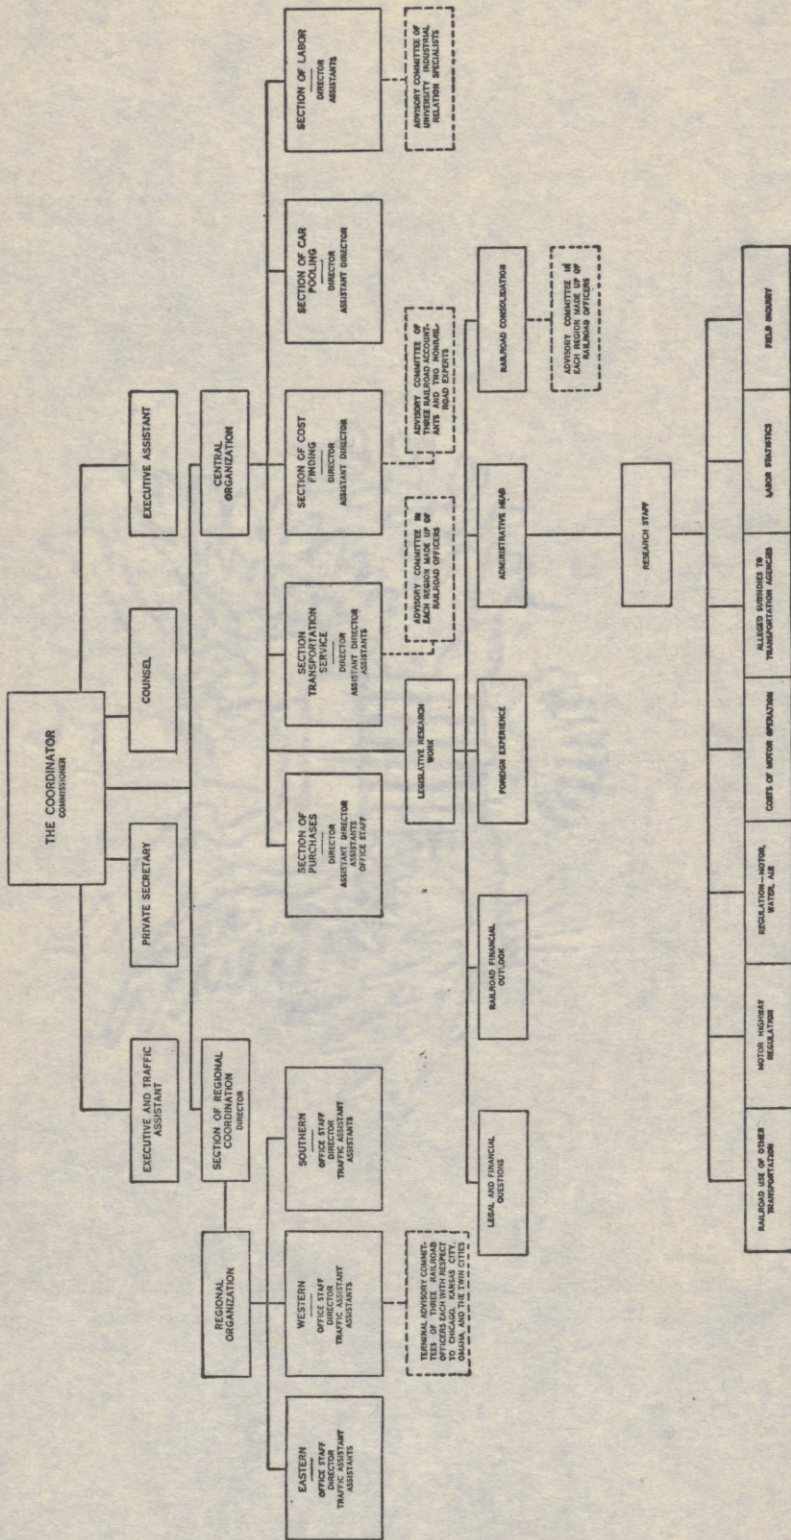 THE COORDINATOR
COMMISSIONER
EXECUTIVE AND TRAFFIC
ASSISTANT
PRIVATE SECRETARY
COUNSEL
EXECUTIVE ASSISTANT
SECTION OF REGIONAL
COORDINATION
DIRECTOR
CENTRAL
ORGANIZATION
REGIONAL
ORGANIZATION
EASTERN
OFFICE STAFF
DIRECTOR
TRAFFIC ASSISTANT
ASSISTANTS
WESTERN
OFFICE STAFF
DIRECTOR
TRAFFIC ASSISTANT
ASSISTANTS
SOUTHERN
OFFICE STAFF
DIRECTOR
TRAFFIC ASSISTANT
ASSISTANTS
SECTION OF
PURCHASES
DIRECTOR
ASSISTANT DIRECTOR
ASSISTANTS
OFFICE STAFF
SECTION
TRANSPORTATION
SERVICE
DIRECTOR
ASSISTANT DIRECTOR
ASSISTANTS
SECTION OF COST
FINDING
DIRECTOR
ASSISTANT DIRECTOR
SECTION OF CAR
POOLING
DIRECTOR
ASSISTANT DIRECTOR
SECTION OF LABOR
DIRECTOR
ASSISTANTS
TERMINAL ADVISORY COMMIT-
TEES OF THREE RAILROAD
OFFICERS EACH WITH RESPECT
TO CHICAGO, KANSAS CITY,
OMAHA, AND THE TWIN CITIES
LEGISLATIVE RESEARCH
WORK
ADVISORY COMMITTEE IN
EACH REGION MADE UP OF
RAILROAD OFFICERS
ADVISORY COMMITTEE OF
THREE RAILROAD ACCOUNT-
ANTS AND TWO NONRAIL-
ROAD EXPERTS
ADVISORY COMMITTEE OF
UNIVERSITY INDUSTRIAL
RELATION SPECIALISTS
LEGAL AND FINANCIAL
QUESTIONS
RAILROAD FINANCIAL
OUTLOOK
FOREIGN EXPERIENCE
ADMINISTRATIVE HEAD
RAILROAD CONSOLIDATION
ADVISORY COMMITTEE IN
EACH REGION MADE UP OF
RAILROAD OFFICERS
RESEARCH STAFF
RAILROAD USE OF OTHER
TRANSPORTATION
MOTOR HIGHWAY
REGULATION
REGULATION—MOTOR,
WATER, AIR
COSTS OF MOTOR OPERATION
ALLEGED SUBSIDIES TO
TRANSPORTATION AGENCIES
LABOR STATISTICS
FIELD INQUIRY